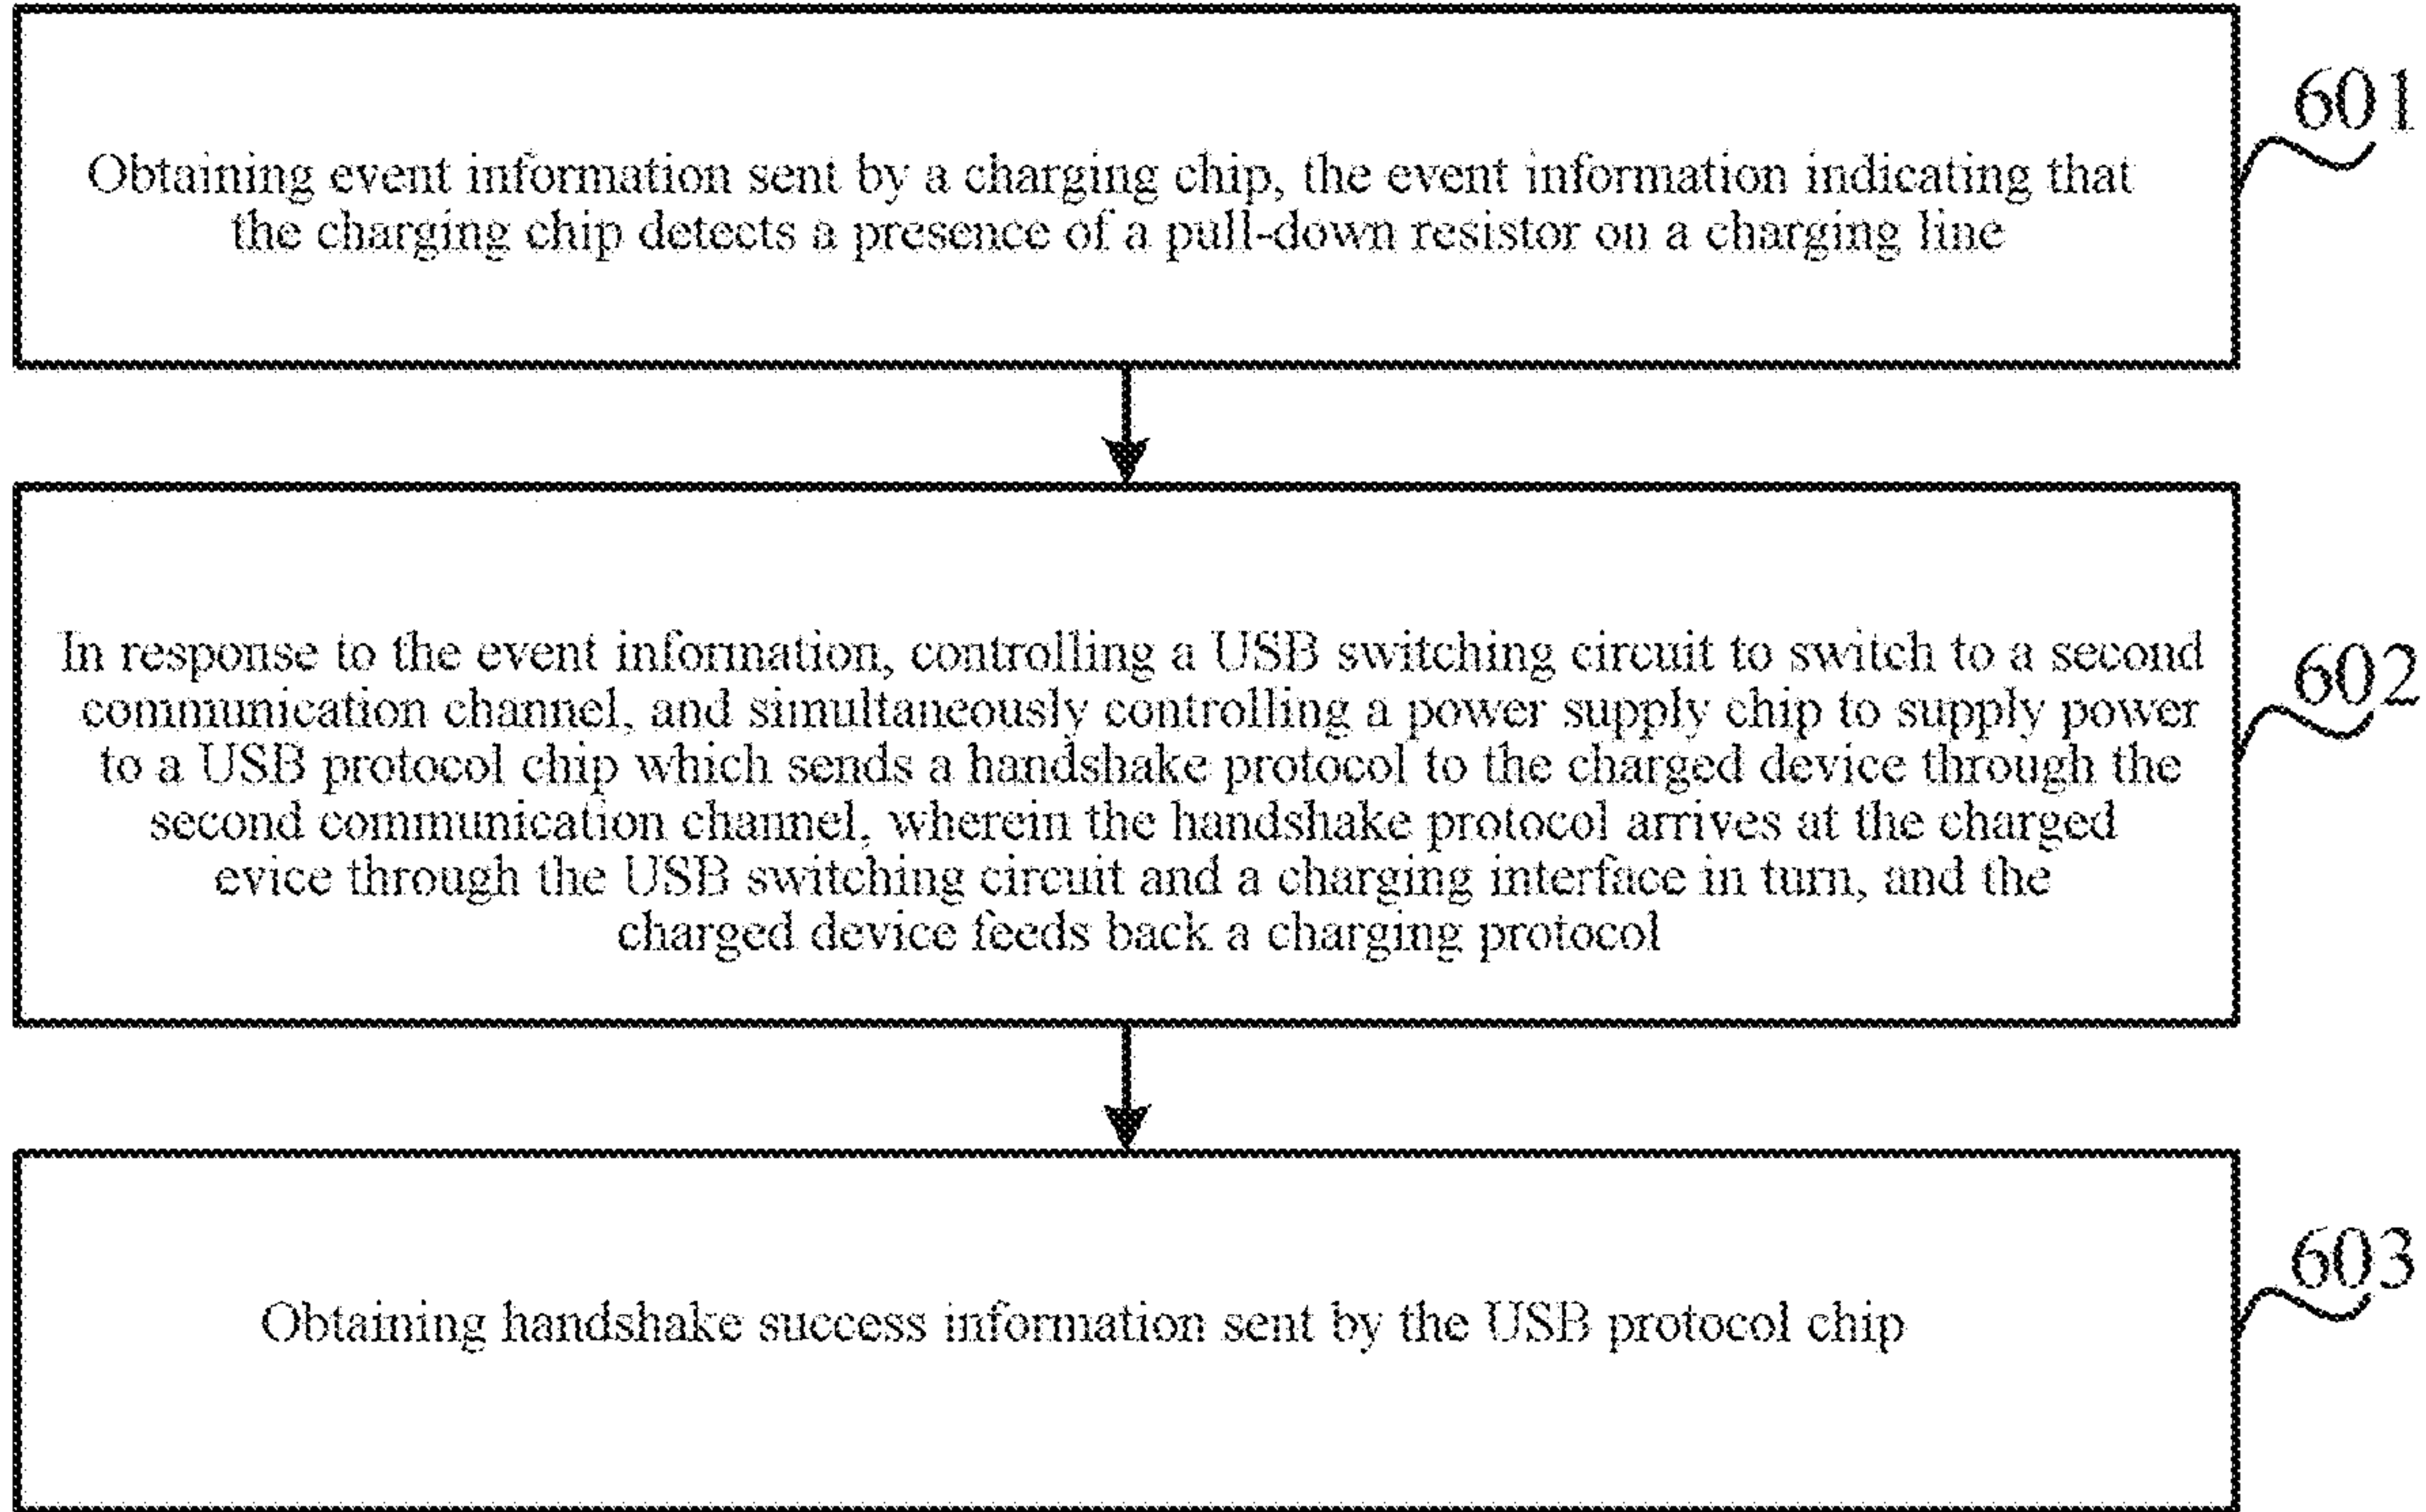 601
Obtaining event information sent by a charging chip, the event information indicating that
the charging chip detects a presence of a pull-down resistor on a charging line
In response to the event information, controlling a USB switching circuit to switch to a second
communication channel, and simultaneously controlling a power supply chip to supply power
to a USB protocol chip which sends a handshake protocol to the charged device through the
second communication channel, wherein the handshake protocol arrives at the charged
evice through the USB switching circuit and a charging interface in turn, and the
charged device feeds back a charging protocol
602
Obtaining handshake success information sent by the USB protocol chip
603